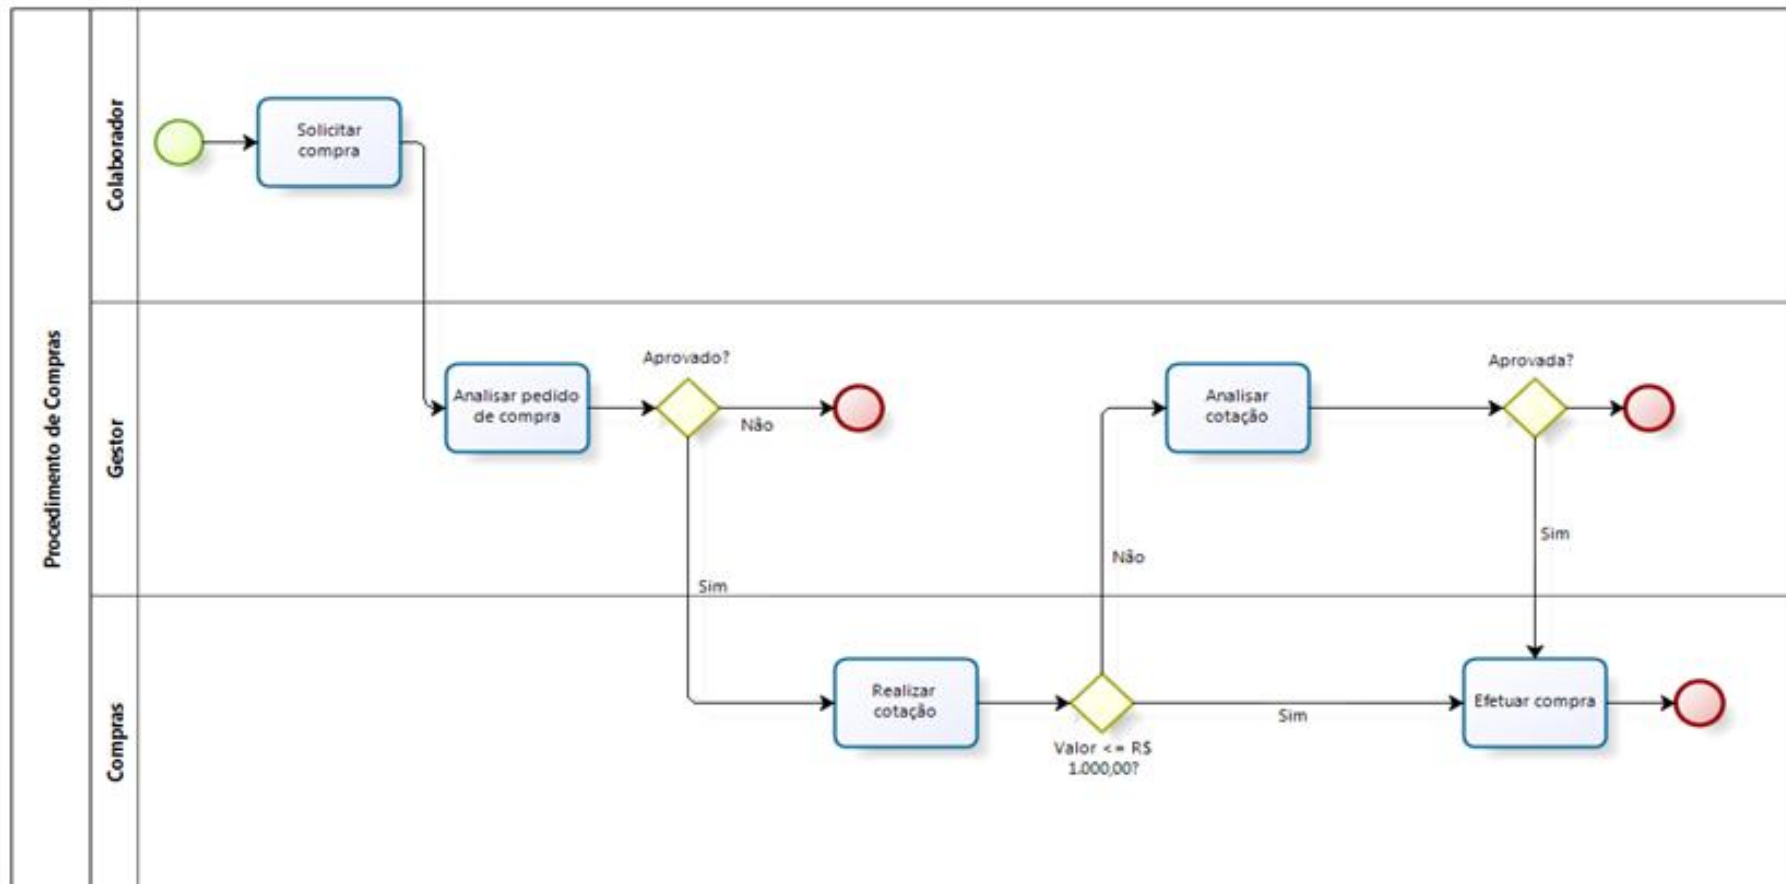 Procedimento de Compras
Colaborador
Solicitar
compra
Gestor
Analisar pedido
de compra
Aprovado?
Não
Sim
Analisar
cotação
Aprovada?
Não
Sim
Compras
Realizar
cotação
Valor <= R$
1.000,00?
Sim
Efetuar compra